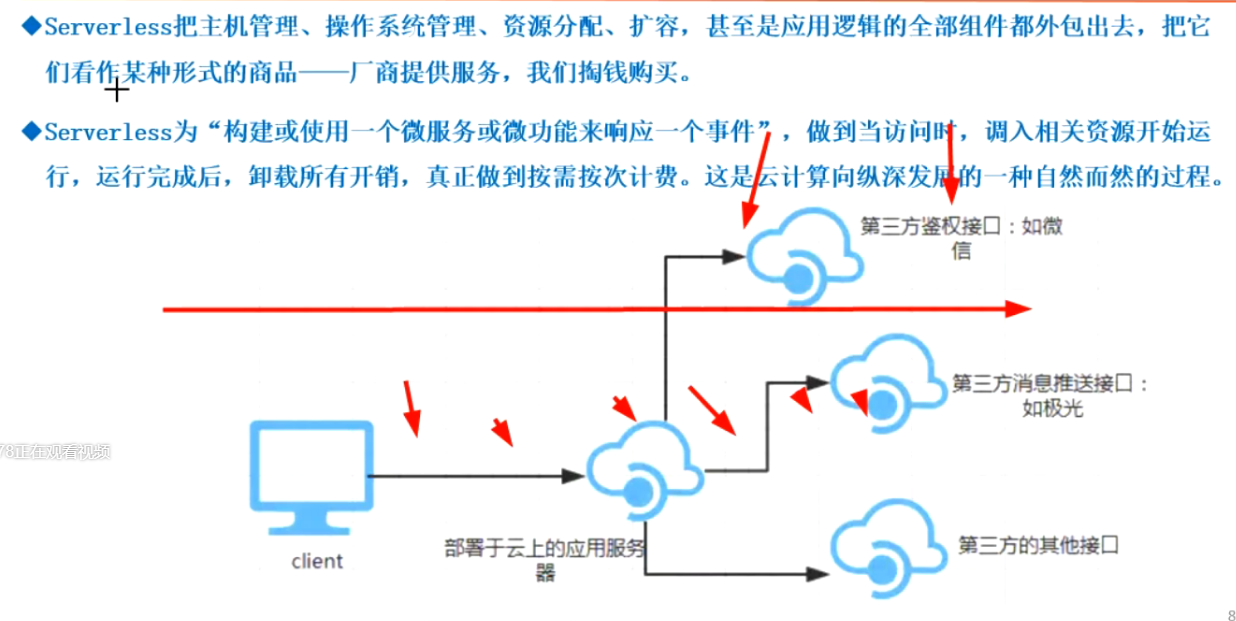 ◆Serverless把主机管理、操作系统管理、资源分配、扩容，甚至是应用逻辑的全部组件都外包出去，把它
们看作某种形式的商品——厂商提供服务，我们掏钱购买。
◆Serverless为“构建或使用一个微服务或微功能来响应一个事件”，做到当访问时，调入相关资源开始运
行，运行完成后，卸载所有开销，真正做到按需按次计费。这是云计算向纵深发展的一种自然而然的过程。
第三方鉴权接口：如微
信
第三方消息推送接口：
如极光
78正在观看视频
部署于云上的应用服务
器
client
第三方的其他接口
8